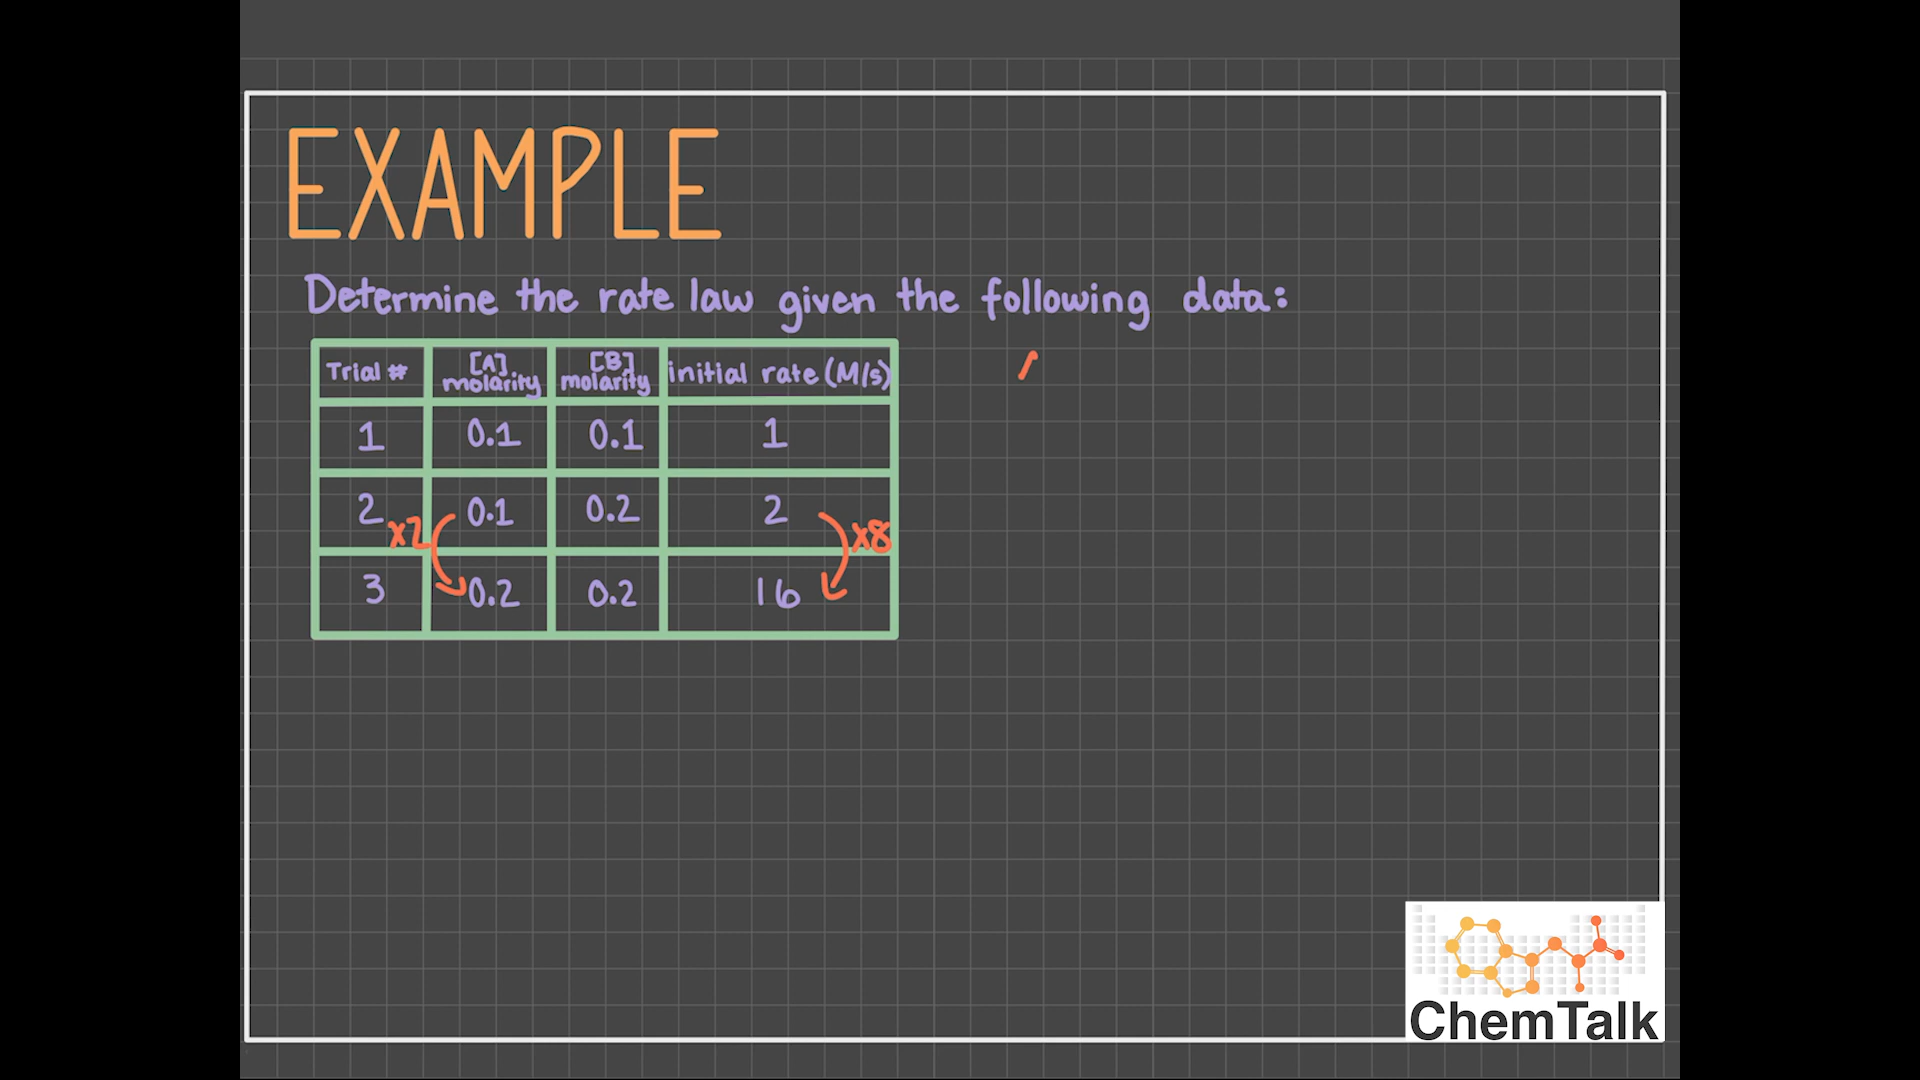 EXAMPLE
Determine the rate law given the following data:
Trial # [A] molarity [B] molarity initial rate (M/s)
1 0.1 0.1 1
2 0.1 0.2 2
x2 x8
3 0.2 0.2 16
ChemTalk